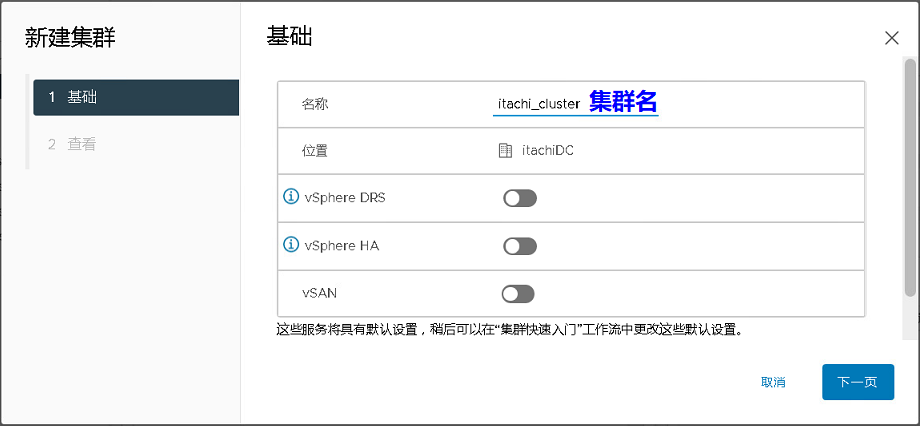 新建集群
1 基础
2 查看
基础
名称 itachi_cluster 集群名
位置 itachiDC
vSphere DRS
vSphere HA
vSAN
这些服务将具有默认设置，稍后可以在“集群快速入门”工作流中更改这些默认设置。
取消 下一页